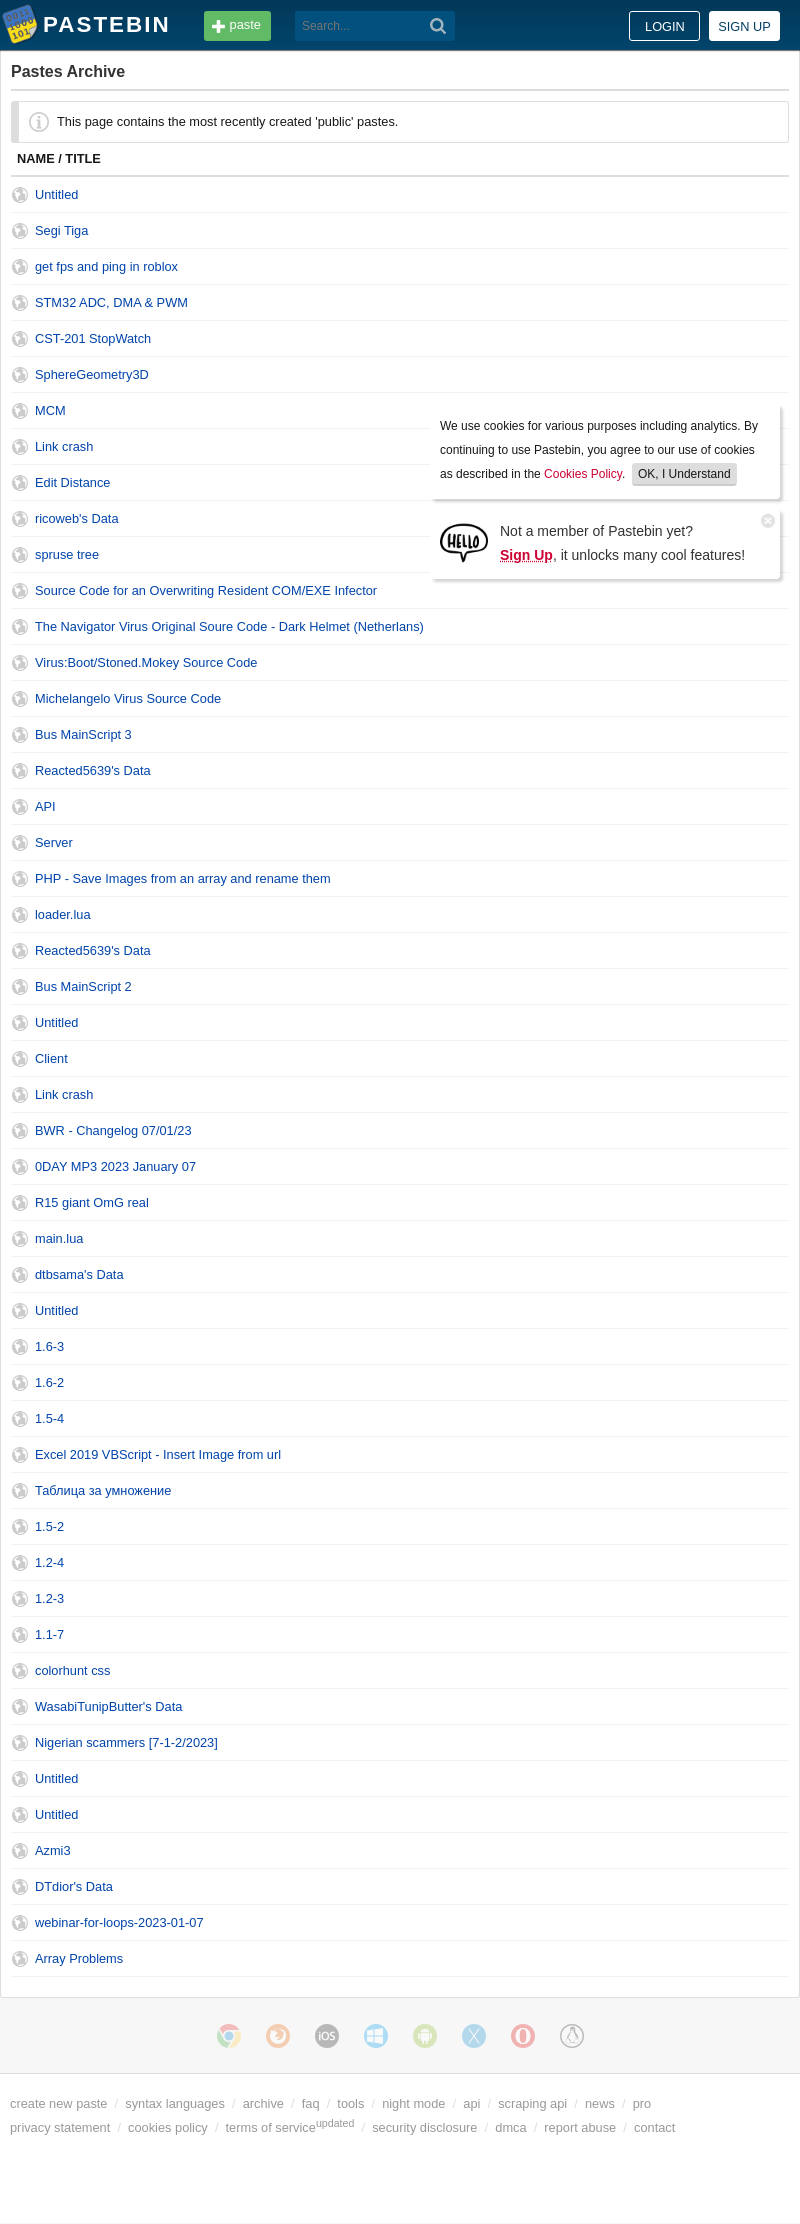 PASTEBIN
paste
Search...
LOGIN
SIGN UP
Pastes Archive
This page contains the most recently created 'public' pastes.
NAME / TITLE
Untitled
Segi Tiga
get fps and ping in roblox
STM32 ADC, DMA & PWM
CST-201 StopWatch
SphereGeometry3D
MCM
Link crash
Edit Distance
ricoweb's Data
spruse tree
We use cookies for various purposes including analytics. By
continuing to use Pastebin, you agree to our use of cookies
as described in the Cookies Policy. OK, I Understand
HELLO
Not a member of Pastebin yet?
Sign Up, it unlocks many cool features!
Source Code for an Overwriting Resident COM/EXE Infector
The Navigator Virus Original Soure Code - Dark Helmet (Netherlans)
Virus:Boot/Stoned.Mokey Source Code
Michelangelo Virus Source Code
Bus MainScript 3
Reacted5639's Data
API
Server
PHP - Save Images from an array and rename them
loader.lua
Reacted5639's Data
Bus MainScript 2
Untitled
Client
Link crash
BWR - Changelog 07/01/23
0DAY MP3 2023 January 07
R15 giant OmG real
main.lua
dtbsama's Data
Untitled
1.6-3
1.6-2
1.5-4
Excel 2019 VBScript - Insert Image from url
Таблица за умножение
1.5-2
1.2-4
1.2-3
1.1-7
colorhunt css
WasabiTunipButter's Data
Nigerian scammers [7-1-2/2023]
Untitled
Untitled
Azmi3
DTdior's Data
webinar-for-loops-2023-01-07
Array Problems
iOS
create new paste / syntax languages / archive / faq / tools / night mode / api / scraping api / news / pro
privacy statement / cookies policy / terms of serviceupdated / security disclosure / dmca / report abuse / contact